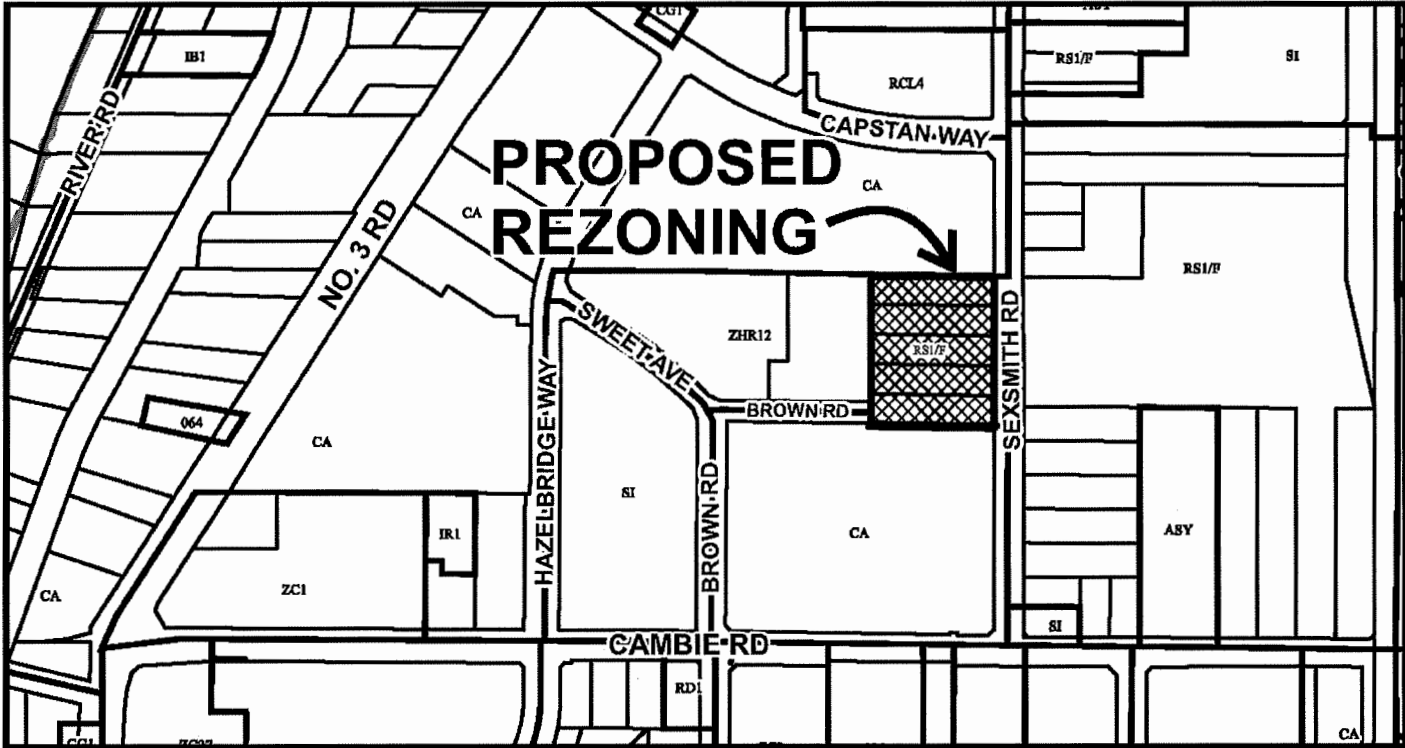 CG1
IB1
RS1/F
SI
RCL4
RIVER RD
CAPSTAN WAY
PROPOSED
REZONING
CA
CA
NO. 3 RD
RS1/F
SWEET AVE
ZHR12
RS1/F
SEXSMITH RD
HAZELBRIDGE WAY
BROWN RD
064
CA
SI
BROWN RD
CA
IR1
ASY
ZC1
CA
SI
CAMBIE RD
RD1
CA